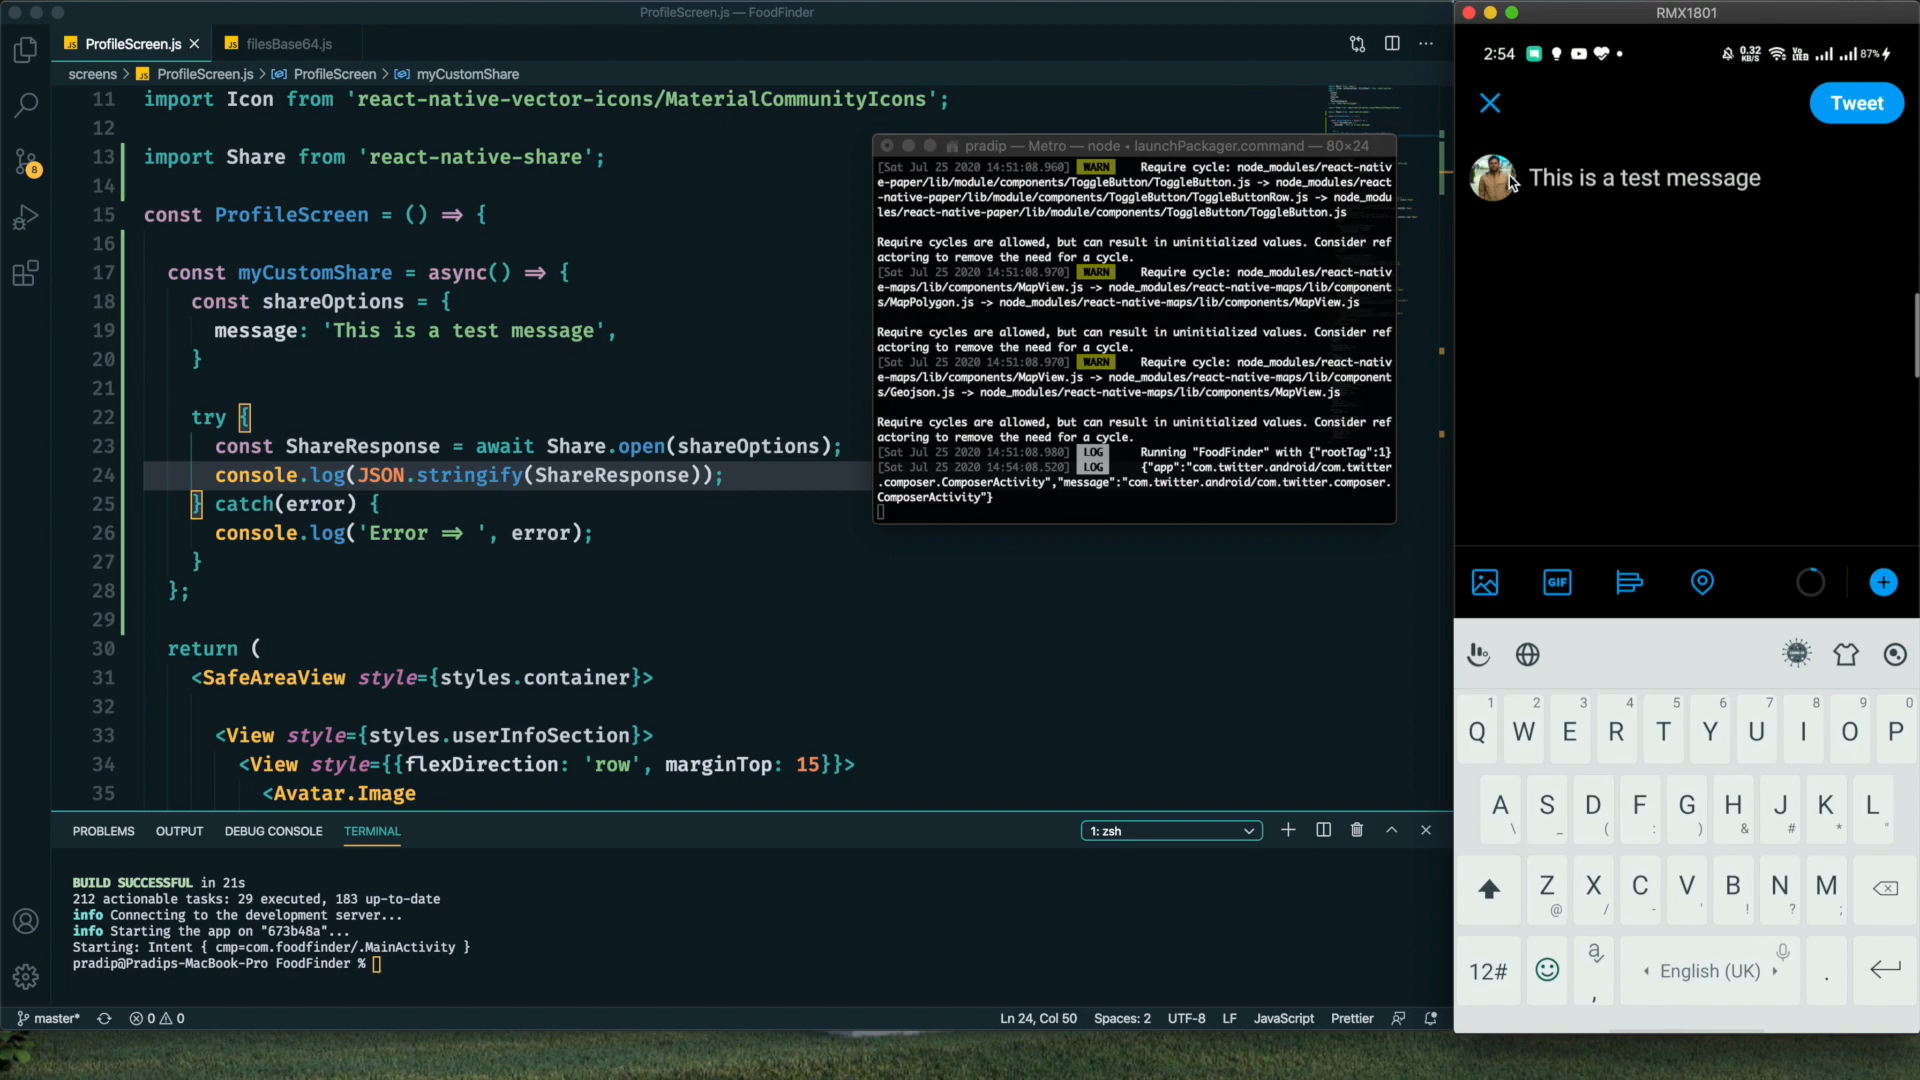 ProfileScreen.js — FoodFinder
JS ProfileScreen.js
JS filesBase64.js
screens > JS ProfileScreen.js > ProfileScreen > myCustomShare
11 import Icon from 'react-native-vector-icons/MaterialCommunityIcons';
12
13 import Share from 'react-native-share';
14
15 const ProfileScreen = () => {
16
17 const myCustomShare = async() => {
18 const shareOptions = {
19 message: 'This is a test message',
20 }
21
22 try {
23 const ShareResponse = await Share.open(shareOptions);
24 console.log(JSON.stringify(ShareResponse));
25 } catch(error) {
26 console.log('Error => ', error);
27 }
28 };
29
30 return (
31 <SafeAreaView style={styles.container}>
32
33 <View style={styles.userInfoSection}>
34 <View style={{flexDirection: 'row', marginTop: 15}}>
35 <Avatar.Image
8
pradip — Metro — node • launchPackager.command — 80×24
[Sat Jul 25 2020 14:51:08.960] WARN Require cycle: node_modules/react-nativ
e-paper/lib/module/components/ToggleButton/ToggleButton.js -> node_modules/react
-native-paper/lib/module/components/ToggleButton/ToggleButtonRow.js -> node_modu
les/react-native-paper/lib/module/components/ToggleButton/ToggleButton.js
Require cycles are allowed, but can result in uninitialized values. Consider ref
actoring to remove the need for a cycle.
[Sat Jul 25 2020 14:51:08.970] WARN Require cycle: node_modules/react-nativ
e-maps/lib/components/MapView.js -> node_modules/react-native-maps/lib/component
s/MapPolygon.js -> node_modules/react-native-maps/lib/components/MapView.js
Require cycles are allowed, but can result in uninitialized values. Consider ref
actoring to remove the need for a cycle.
[Sat Jul 25 2020 14:51:08.970] WARN Require cycle: node_modules/react-nativ
e-maps/lib/components/MapView.js -> node_modules/react-native-maps/lib/component
s/Geojson.js -> node_modules/react-native-maps/lib/components/MapView.js
Require cycles are allowed, but can result in uninitialized values. Consider ref
actoring to remove the need for a cycle.
[Sat Jul 25 2020 14:51:08.980] LOG Running "FoodFinder" with {"rootTag":1}
[Sat Jul 25 2020 14:54:08.520] LOG {"app":"com.twitter.android/com.twitter
.composer.ComposerActivity","message":"com.twitter.android/com.twitter.composer.
ComposerActivity"}
PROBLEMS OUTPUT DEBUG CONSOLE TERMINAL
1: zsh
BUILD SUCCESSFUL in 21s
212 actionable tasks: 29 executed, 183 up-to-date
info Connecting to the development server...
info Starting the app on "673b48a"...
Starting: Intent { cmp=com.foodfinder/.MainActivity }
pradip@Pradips-MacBook-Pro FoodFinder %
master* 0 0
Ln 24, Col 50 Spaces: 2 UTF-8 LF JavaScript Prettier
RMX1801
2:54 0.32 KB/S 87%
Tweet
This is a test message
GIF
1 2 3 4 5 6 7 8 9 0
Q W E R T Y U I O P
A S D F G H J K L
\ _ ( : ) & # * "
Z X C V B N M
@ / - ' ! ? ;
12# , English (UK) .